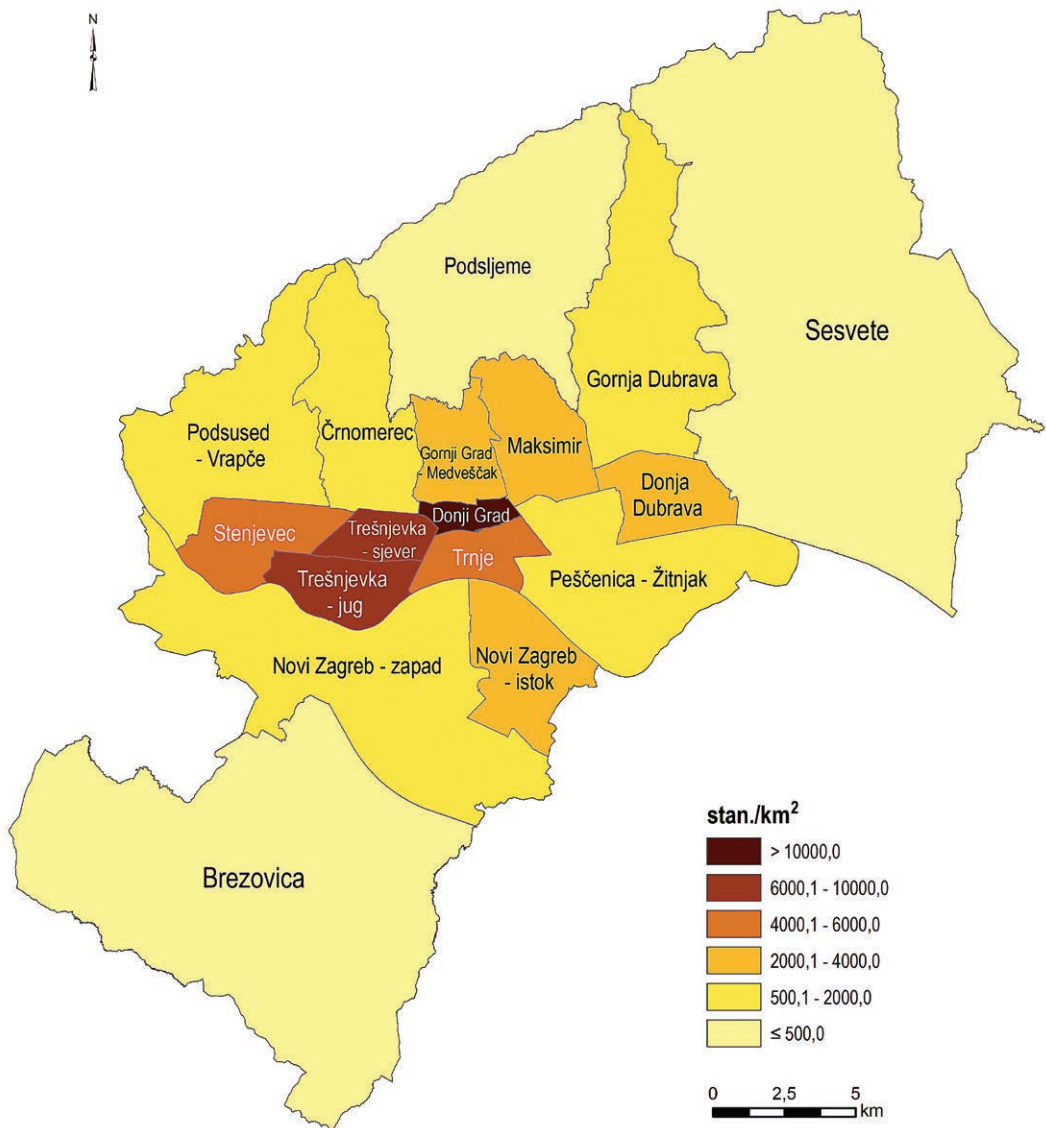 N
Podsljeme
Sesvete
Gornja Dubrava
Podsused
- Vrapče
Črnomerec
Gornji Grad
- Medveščak
Maksimir
Donja
Dubrava
Stenjevec
Trešnjevka
- sjever
Donji Grad
Trnje
Trešnjevka
- jug
Peščenica - Žitnjak
Novi Zagreb - zapad
Novi Zagreb
- istok
Brezovica
stan./km²
> 10000,0
6000,1 - 10000,0
4000,1 - 6000,0
2000,1 - 4000,0
500,1 - 2000,0
≤ 500,0
0 2,5 5
km